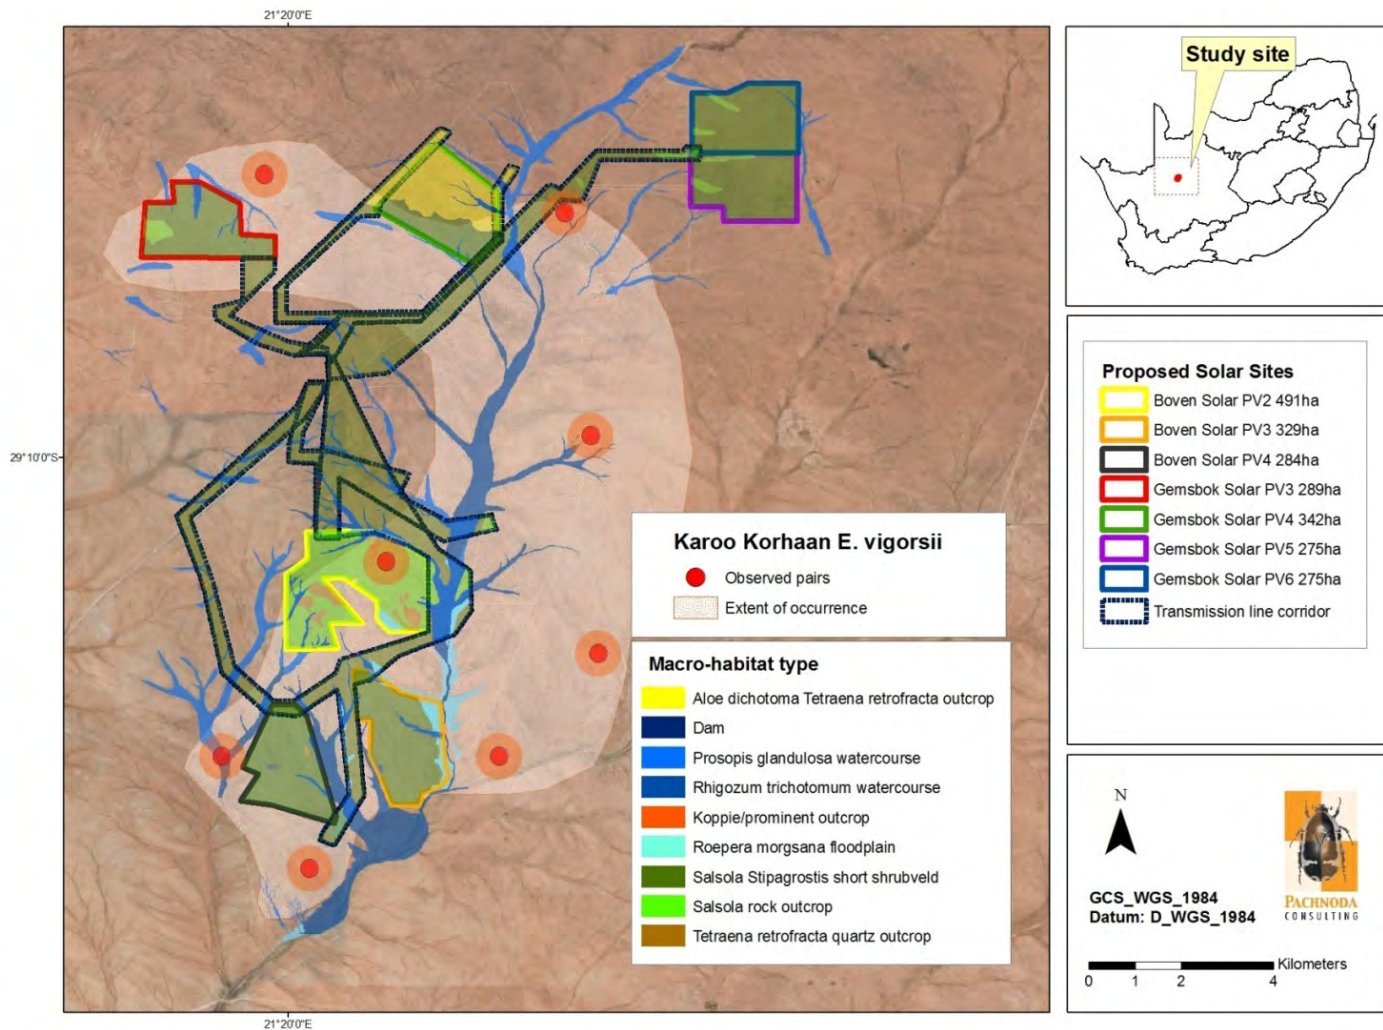 21°20'0"E
Study site
29°10'0"S
Proposed Solar Sites
Boven Solar PV2 491ha
Boven Solar PV3 329ha
Boven Solar PV4 284ha
Gemsbok Solar PV3 289ha
Gemsbok Solar PV4 342ha
Gemsbok Solar PV5 275ha
Gemsbok Solar PV6 275ha
Transmission line corridor
Karoo Korhaan E. vigorsii
Observed pairs
Extent of occurrence
Macro-habitat type
Aloe dichotoma Tetraena retrofracta outcrop
Dam
Prosopis glandulosa watercourse
Rhigozum trichotomum watercourse
Koppie/prominent outcrop
Roepera morgsana floodplain
Salsola Stipagrostis short shrubveld
Salsola rock outcrop
Tetraena retrofracta quartz outcrop
N
GCS_WGS_1984
Datum: D_WGS_1984
PACHNODA
CONSULTING
Kilometers
0 1 2 4
21°20'0"E